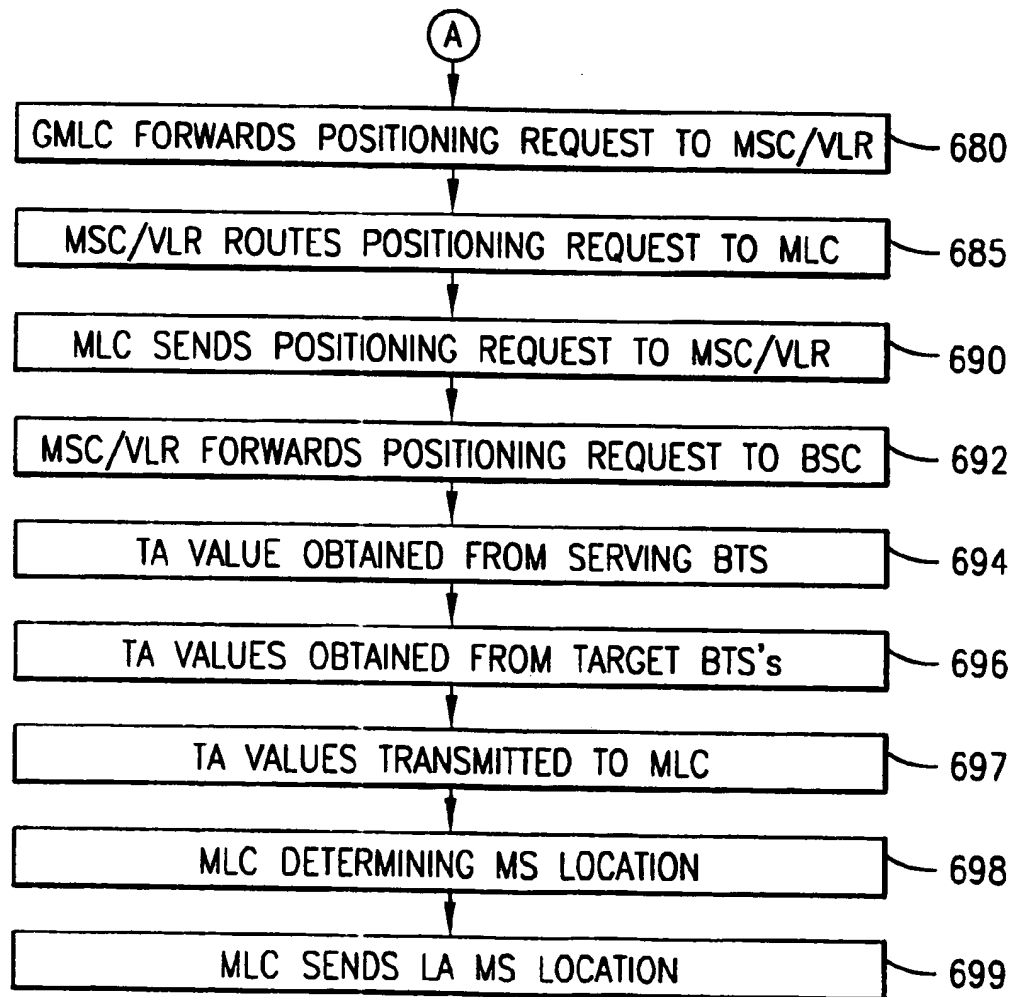 A
GMLC FORWARDS POSITIONING REQUEST TO MSC/VLR 680
MSC/VLR ROUTES POSITIONING REQUEST TO MLC 685
MLC SENDS POSITIONING REQUEST TO MSC/VLR 690
MSC/VLR FORWARDS POSITIONING REQUEST TO BSC 692
TA VALUE OBTAINED FROM SERVING BTS 694
TA VALUES OBTAINED FROM TARGET BTS's 696
TA VALUES TRANSMITTED TO MLC 697
MLC DETERMINING MS LOCATION 698
MLC SENDS LA MS LOCATION 699